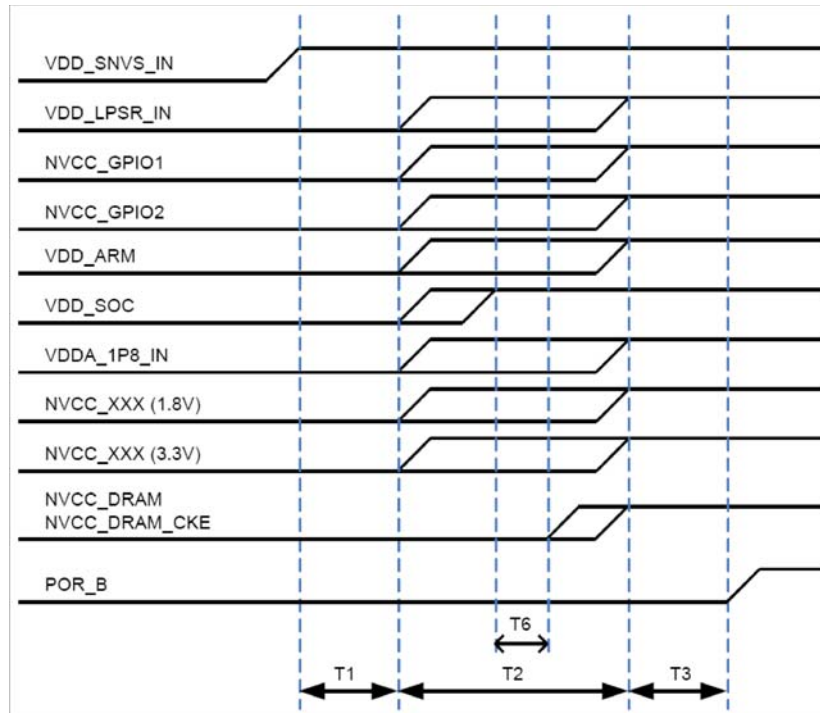 VDD_SNVS_IN
VDD_LPSR_IN
NVCC_GPIO1
NVCC_GPIO2
VDD_ARM
VDD_SOC
VDDA_1P8_IN
NVCC_XXX (1.8V)
NVCC_XXX (3.3V)
NVCC_DRAM
NVCC_DRAM_CKE
POR_B
T6
T1 T2 T3